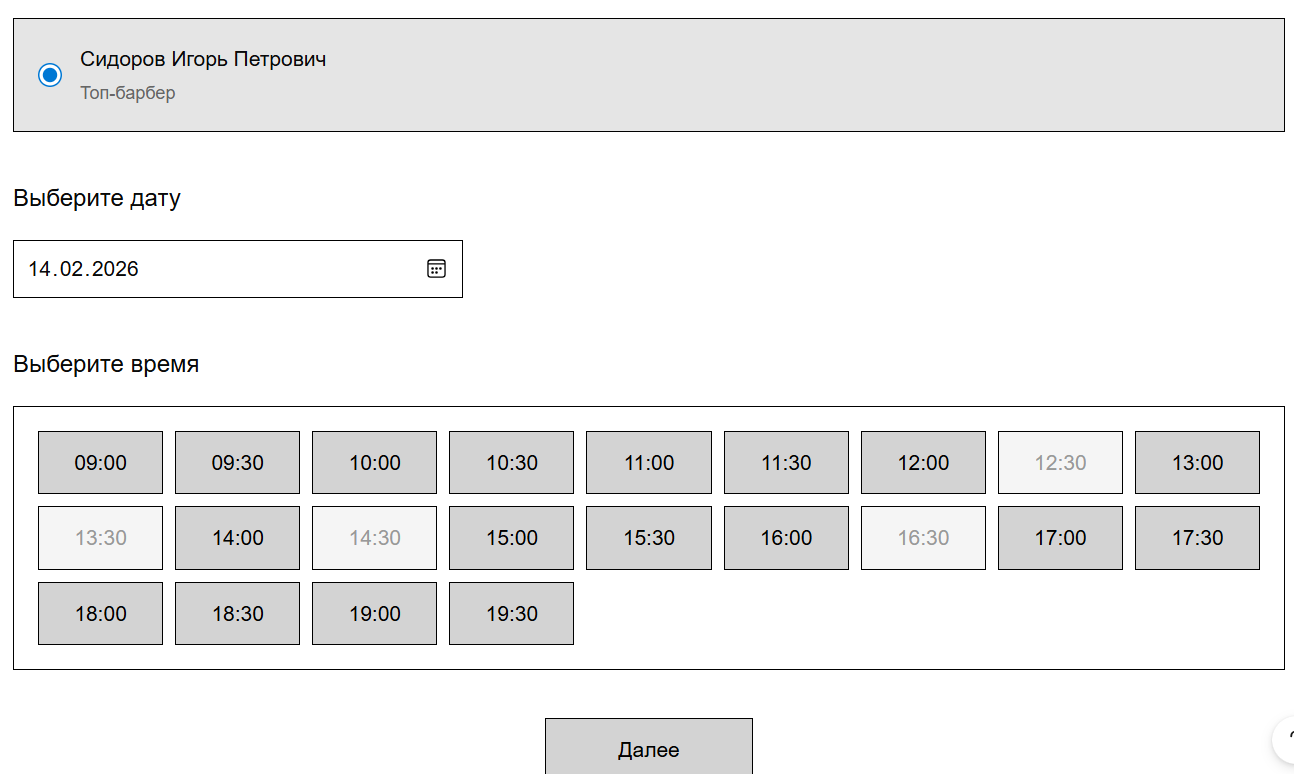 Сидоров Игорь Петрович
Топ-барбер
Выберите дату
14.02.2026
Выберите время
09:00 09:30 10:00 10:30 11:00 11:30 12:00 12:30 13:00
13:30 14:00 14:30 15:00 15:30 16:00 16:30 17:00 17:30
18:00 18:30 19:00 19:30
Далее